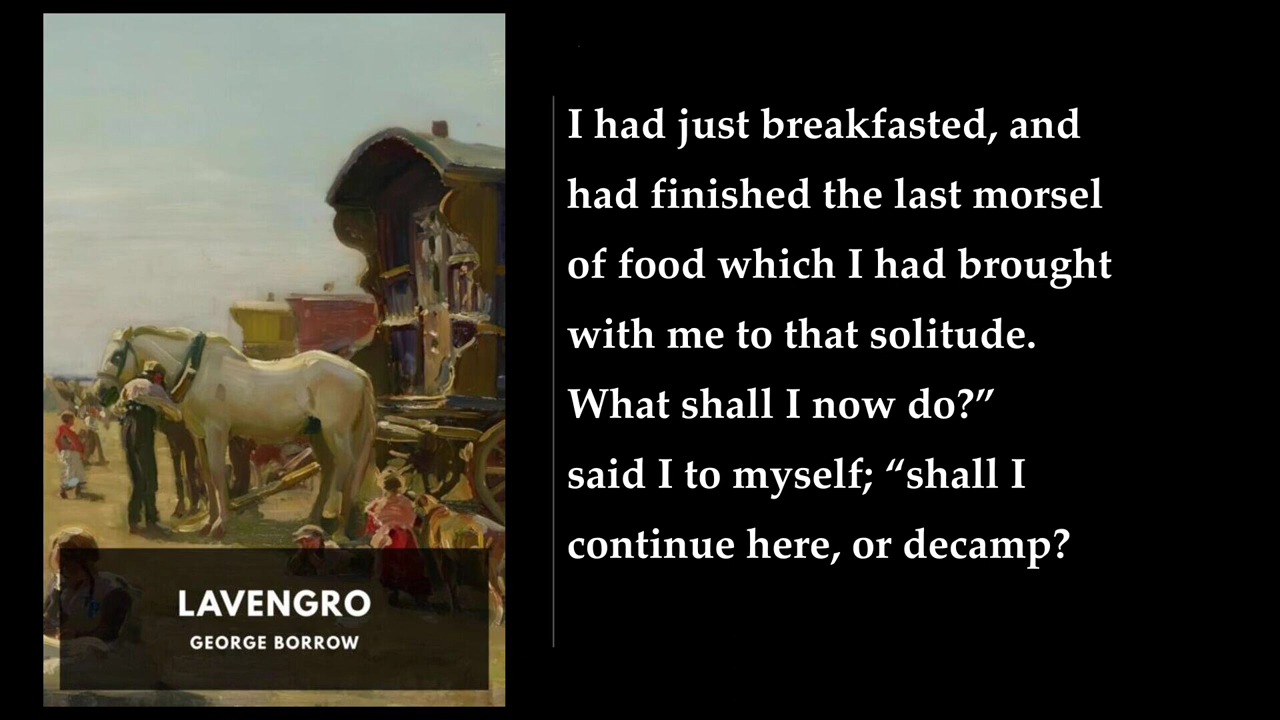 LAVENGRO
GEORGE BORROW
I had just breakfasted, and
had finished the last morsel
of food which I had brought
with me to that solitude.
What shall I now do?”
said I to myself; “shall I
continue here, or decamp?